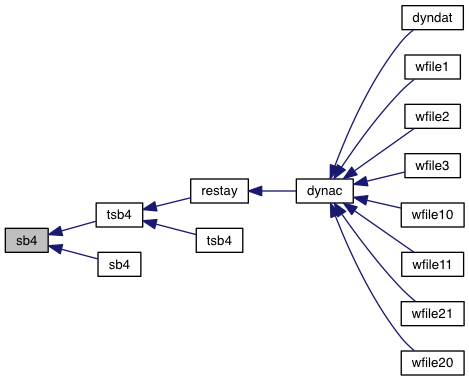 dyndat
wfile1
wfile2
wfile3
restay
dynac
wfile10
tsb4
sb4
tsb4
sb4
wfile11
wfile21
wfile20